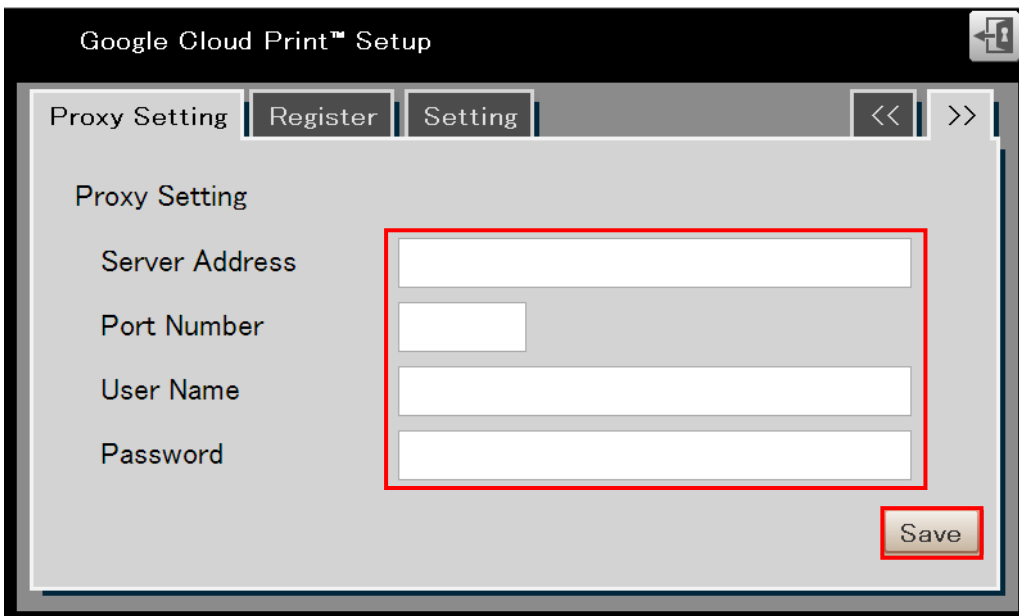 Google Cloud Print™ Setup
Proxy Setting Register Setting << >>
Proxy Setting
Server Address
Port Number
User Name
Password
Save